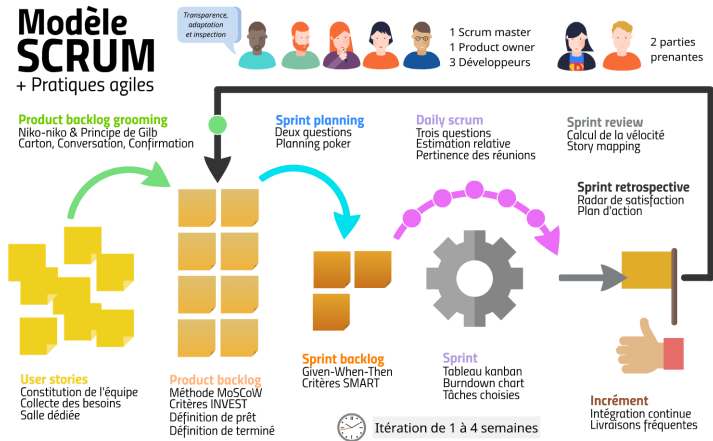 Modèle
SCRUM
+ Pratiques agiles
Transparence,
adaptation
et inspection
1 Scrum master
1 Product owner
3 Développeurs
2 parties
prenantes
Product backlog grooming
Niko-niko & Principe de Gilb
Carton, Conversation, Confirmation
Sprint planning
Deux questions
Planning poker
Daily scrum
Trois questions
Estimation relative
Pertinence des réunions
Sprint review
Calcul de la vélocité
Story mapping
Sprint retrospective
Radar de satisfaction
Plan d'action
User stories
Constitution de l'équipe
Collecte des besoins
Salle dédiée
Product backlog
Méthode MoSCoW
Critères INVEST
Définition de prêt
Définition de terminé
Sprint backlog
Given-When-Then
Critères SMART
Sprint
Tableau kanban
Burndown chart
Tâches choisies
Incrément
Intégration continue
Livraisons fréquentes
Itération de 1 à 4 semaines